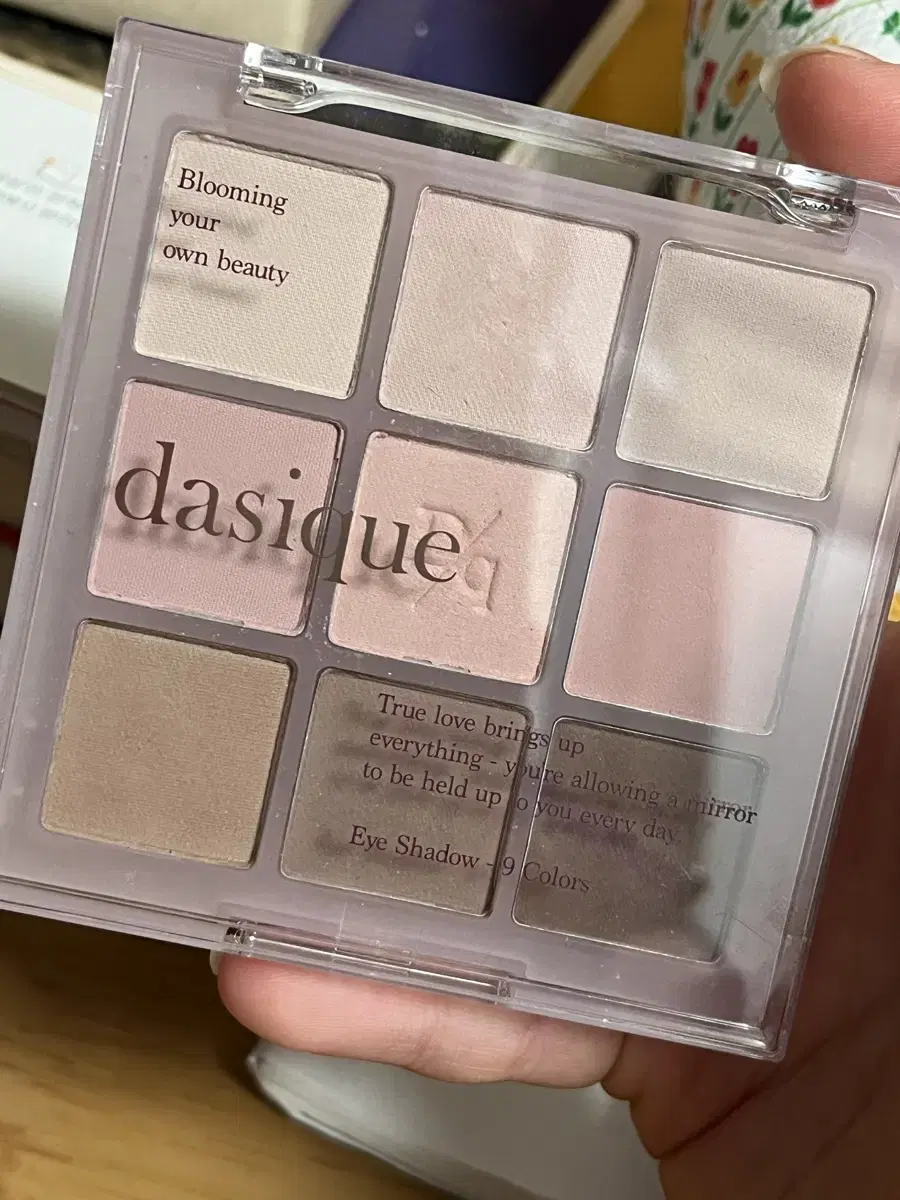 Blooming
your
own beauty
dasique
True love brings up
everything - you're allowing a mirror
to be held up to you every day.
Eye Shadow - 9 Colors